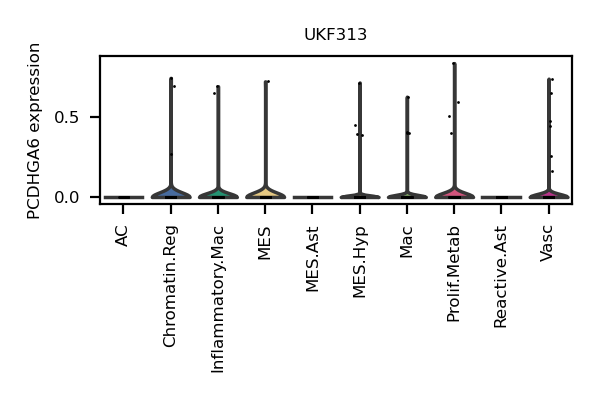 UKF313
PCDHGA6 expression
0.5
0.0
AC
Chromatin.Reg
Inflammatory.Mac
MES
MES.Ast
MES.Hyp
Mac
Prolif.Metab
Reactive.Ast
Vasc